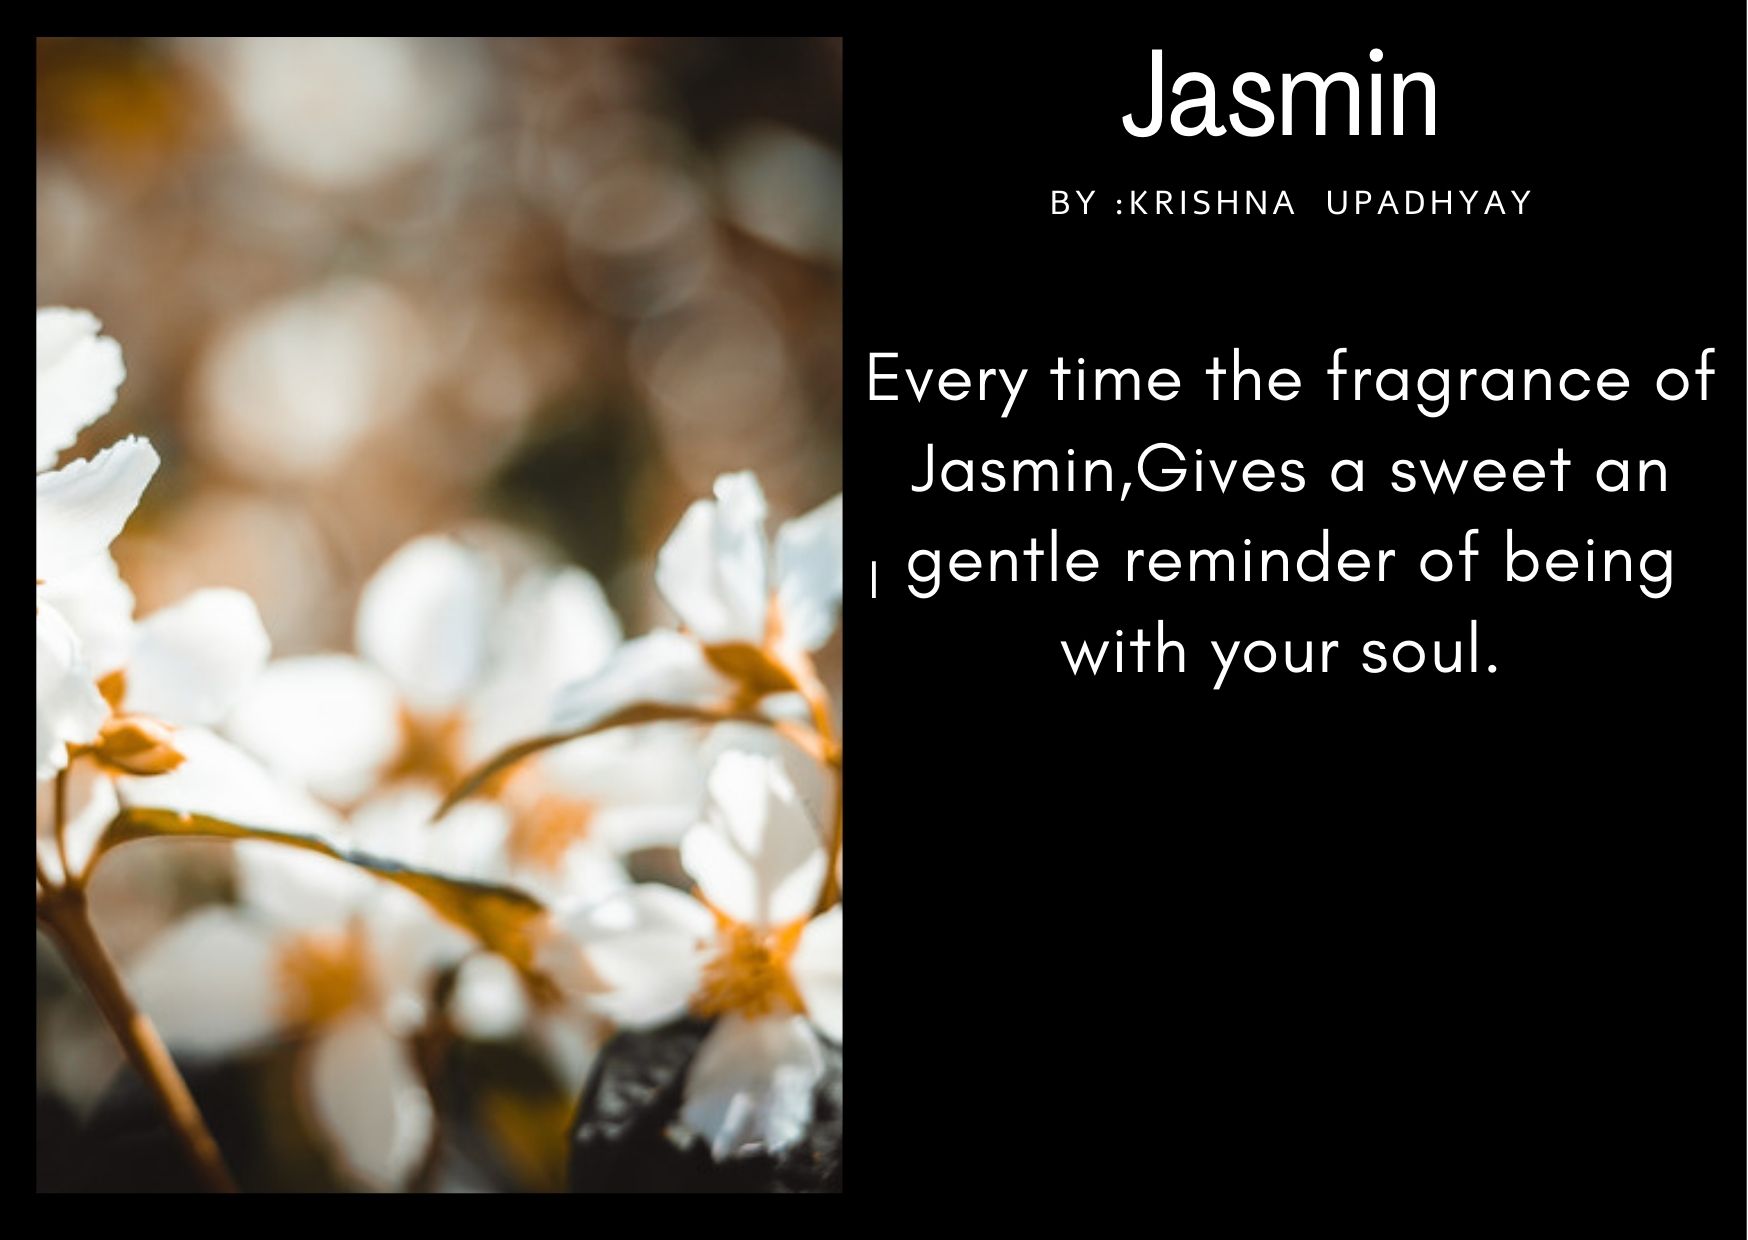 Jasmin
BY :KRISHNA UPADHYAY
Every time the fragrance of
Jasmin,Gives a sweet an
| gentle reminder of being
with your soul.